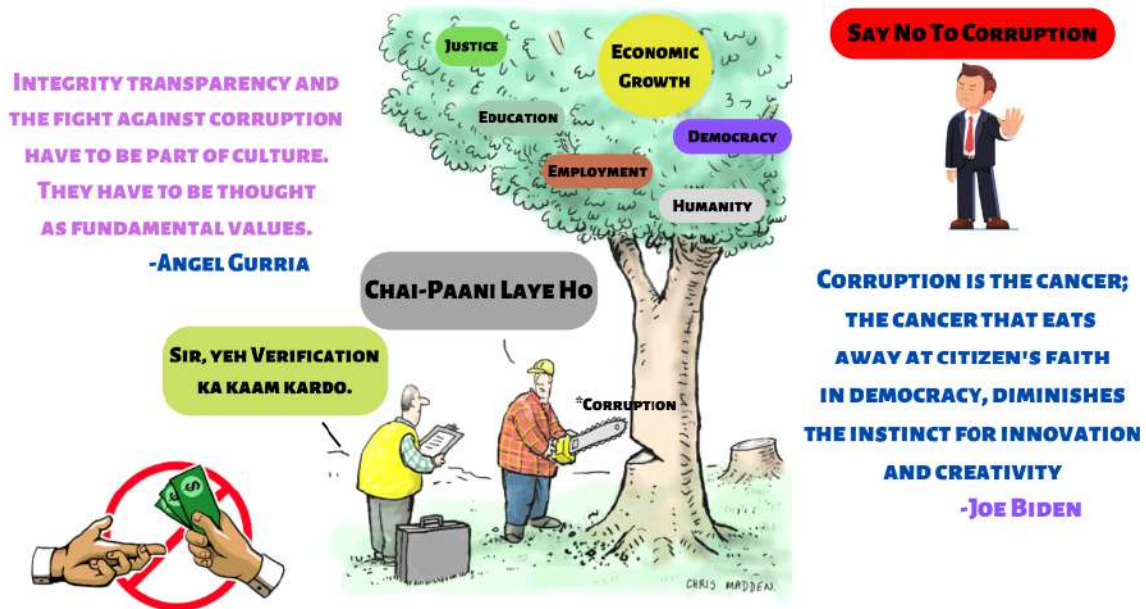 Integrity transparency and
the fight against corruption
have to be part of culture.
They have to be thought
as fundamental values.
-Angel Gurria
Justice
Economic
Growth
Education
Democracy
Employment
Humanity
Chai-Paani Laye Ho
Sir, yeh Verification
ka kaam kardo.
*Corruption
CHRIS MADDEN.
Say No To Corruption
Corruption is the cancer;
the cancer that eats
away at citizen's faith
in democracy, diminishes
the instinct for innovation
and creativity
-Joe Biden